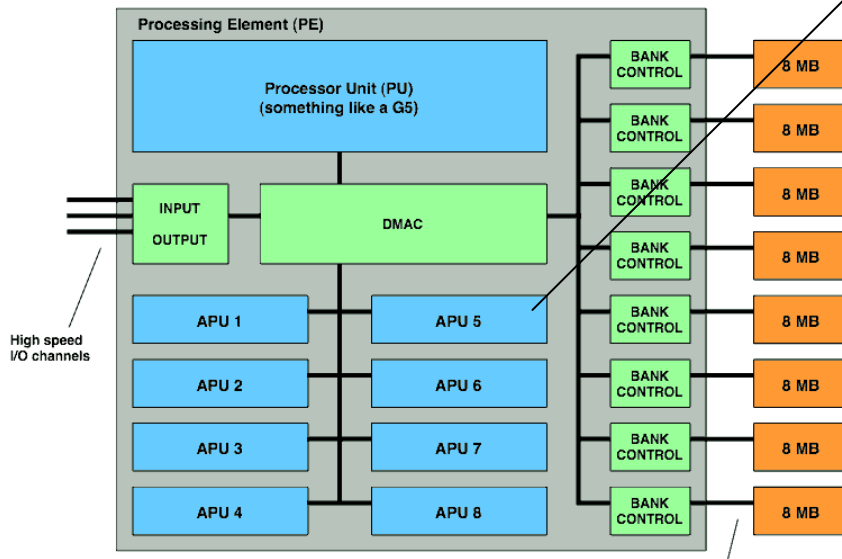 Processing Element (PE)
Processor Unit (PU)
(something like a G5)
INPUT
OUTPUT
DMAC
High speed
I/O channels
APU 1
APU 5
APU 2
APU 6
APU 3
APU 7
APU 4
APU 8
BANK
CONTROL
8 MB
BANK
CONTROL
8 MB
BANK
CONTROL
8 MB
BANK
CONTROL
8 MB
BANK
CONTROL
8 MB
BANK
CONTROL
8 MB
BANK
CONTROL
8 MB
BANK
CONTROL
8 MB